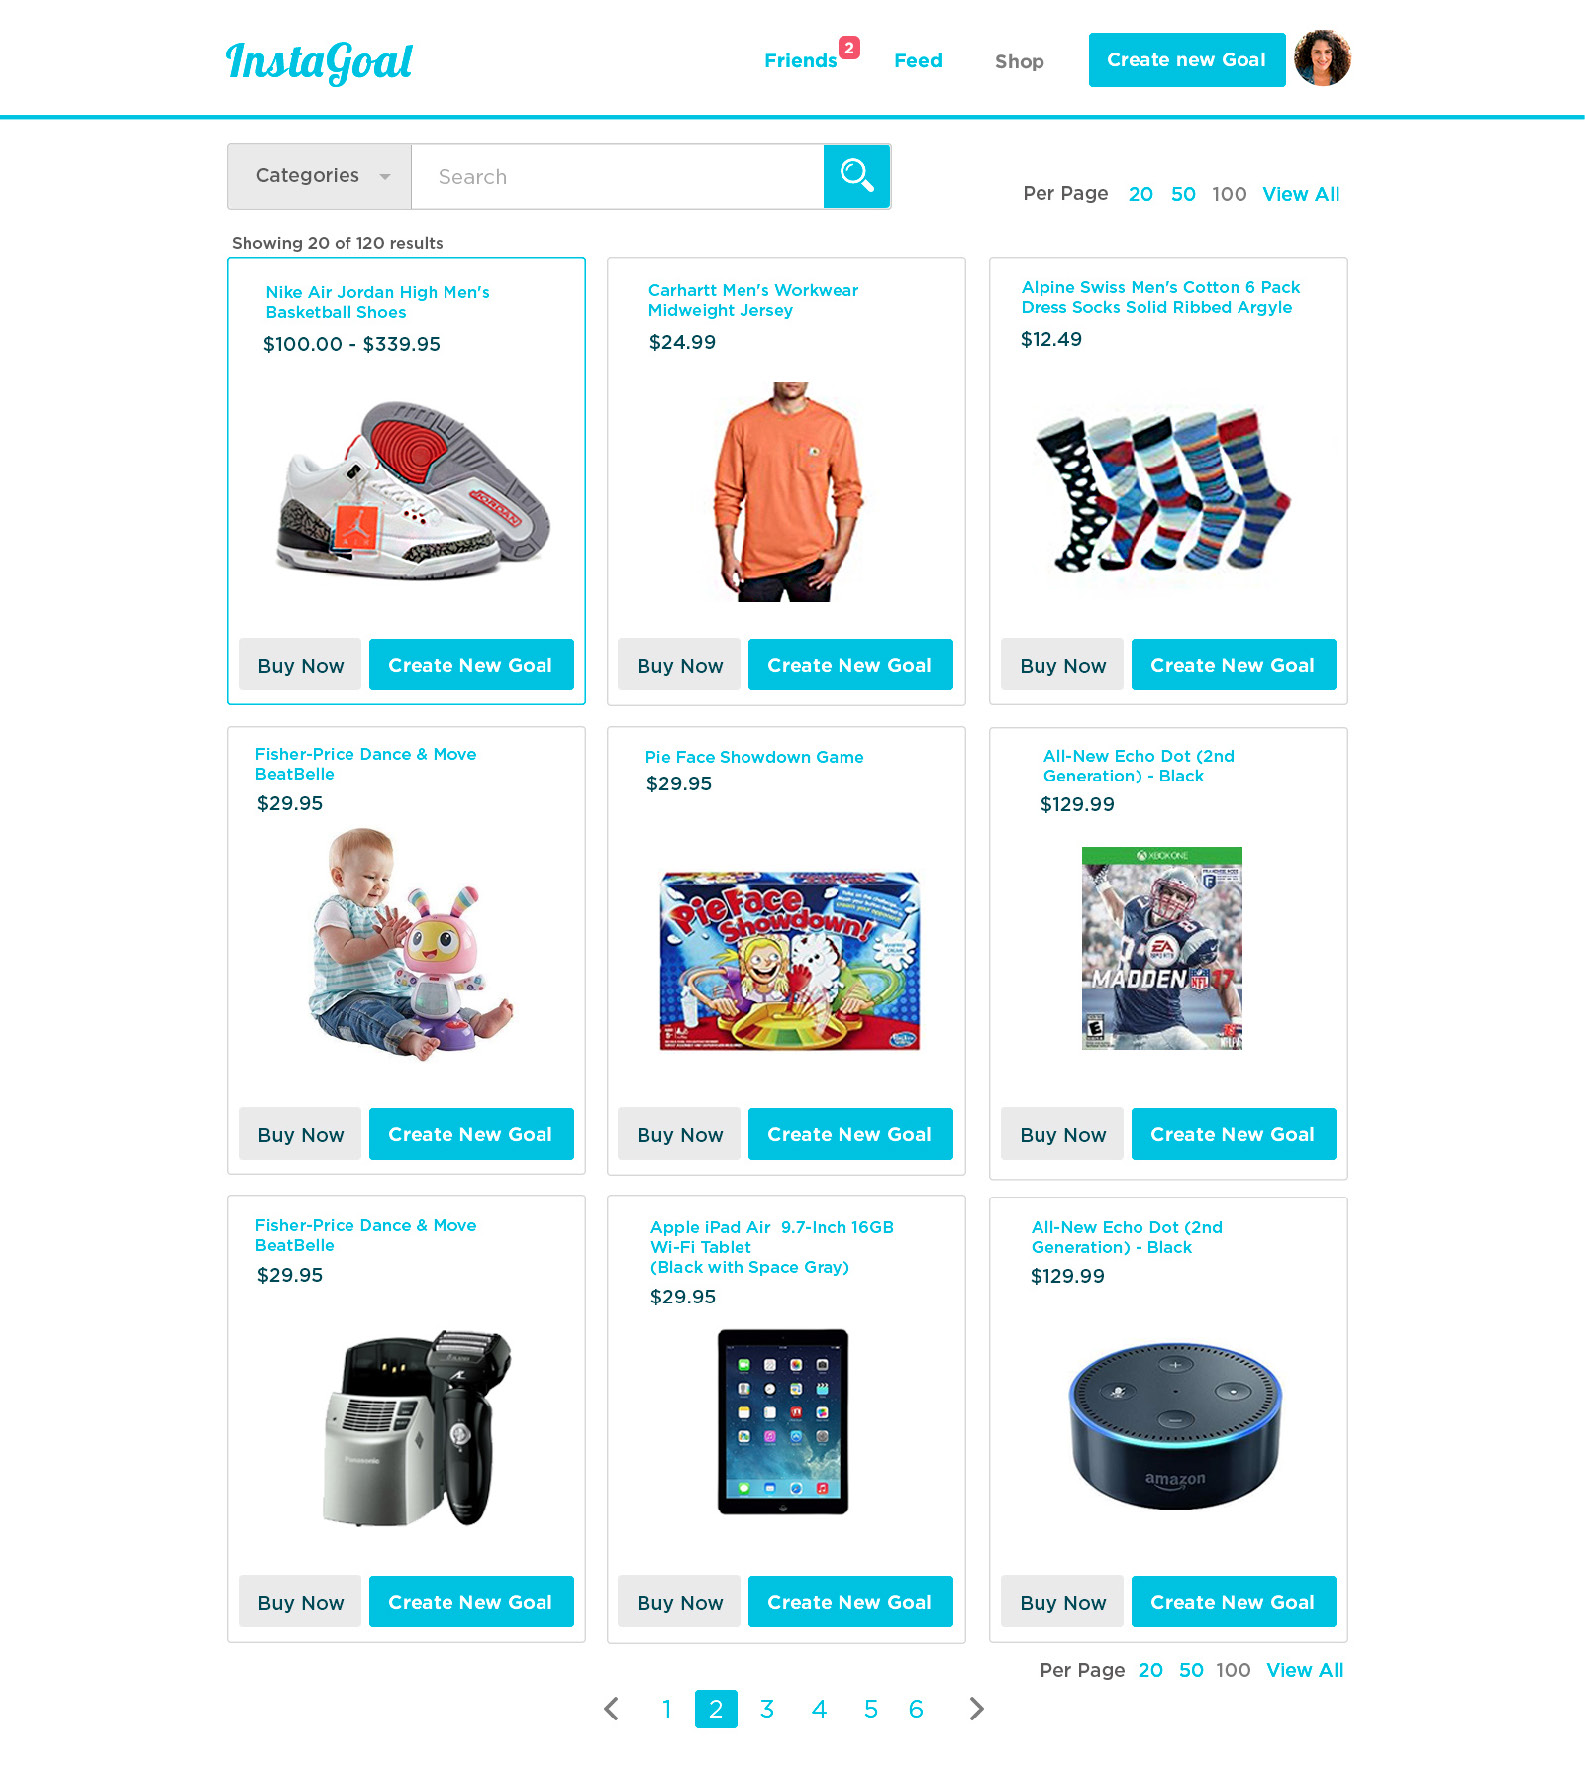 InstaGoal
Friends 2 Feed Shop Create new Goal
Categories Search
Per Page 20 50 100 View All
Showing 20 of 120 results
Nike Air Jordan High Men's
Basketball Shoes
$100.00 - $339.95
JORDAN
AIR
Buy Now Create New Goal
Carhartt Men's Workwear
Midweight Jersey
$24.99
Buy Now Create New Goal
Alpine Swiss Men's Cotton 6 Pack
Dress Socks Solid Ribbed Argyle
$12.49
Buy Now Create New Goal
Fisher-Price Dance & Move
BeatBelle
$29.95
Buy Now Create New Goal
Pie Face Showdown Game
$29.95
Pie Face
Showdown!
Buy Now Create New Goal
All-New Echo Dot (2nd
Generation) - Black
$129.99
XBOX ONE
EA
SPORTS
MADDEN NFL 17
E
Buy Now Create New Goal
Fisher-Price Dance & Move
BeatBelle
$29.95
Panasonic
Buy Now Create New Goal
Apple iPad Air 9.7-Inch 16GB
Wi-Fi Tablet
(Black with Space Gray)
$29.95
Buy Now Create New Goal
All-New Echo Dot (2nd
Generation) - Black
$129.99
amazon
Buy Now Create New Goal
Per Page 20 50 100 View All
1 2 3 4 5 6